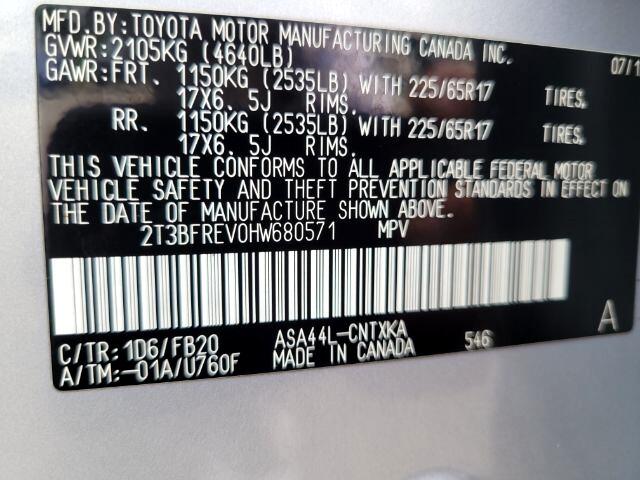 MFD. BY: TOYOTA MOTOR MANUFACTURING CANADA INC.
GVWR: 2105KG (4640LB) 07/1
GAWR: FRT. 1150KG (2535LB) WITH 225/65R17 TIRES,
17X6. 5J RIMS.
RR. 1150KG (2535LB) WITH 225/65R17 TIRES,
17X6. 5J RIMS.
THIS VEHICLE CONFORMS TO ALL APPLICABLE FEDERAL MOTOR
VEHICLE SAFETY AND THEFT PREVENTION STANDARDS IN EFFECT ON
THE DATE OF MANUFACTURE SHOWN ABOVE.
2T3BFREV0HW680571 MPV
C/TR: 1D6/FB20 ASA44L-CNTXKA 546 A
A/TM:-01A/U760F MADE IN CANADA